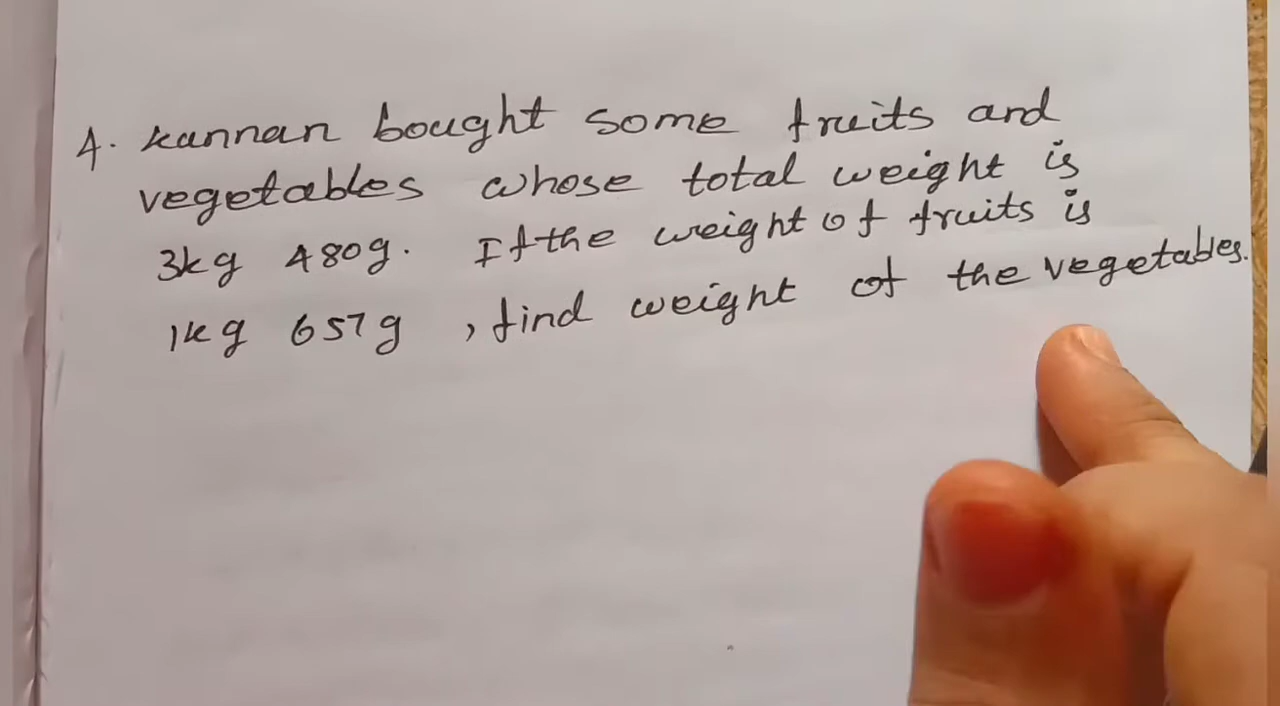 4. kannan bought some fruits and
vegetables whose total weight is
3kg 480g. If the weight of fruits is
1kg 657g , find weight of the vegetables.